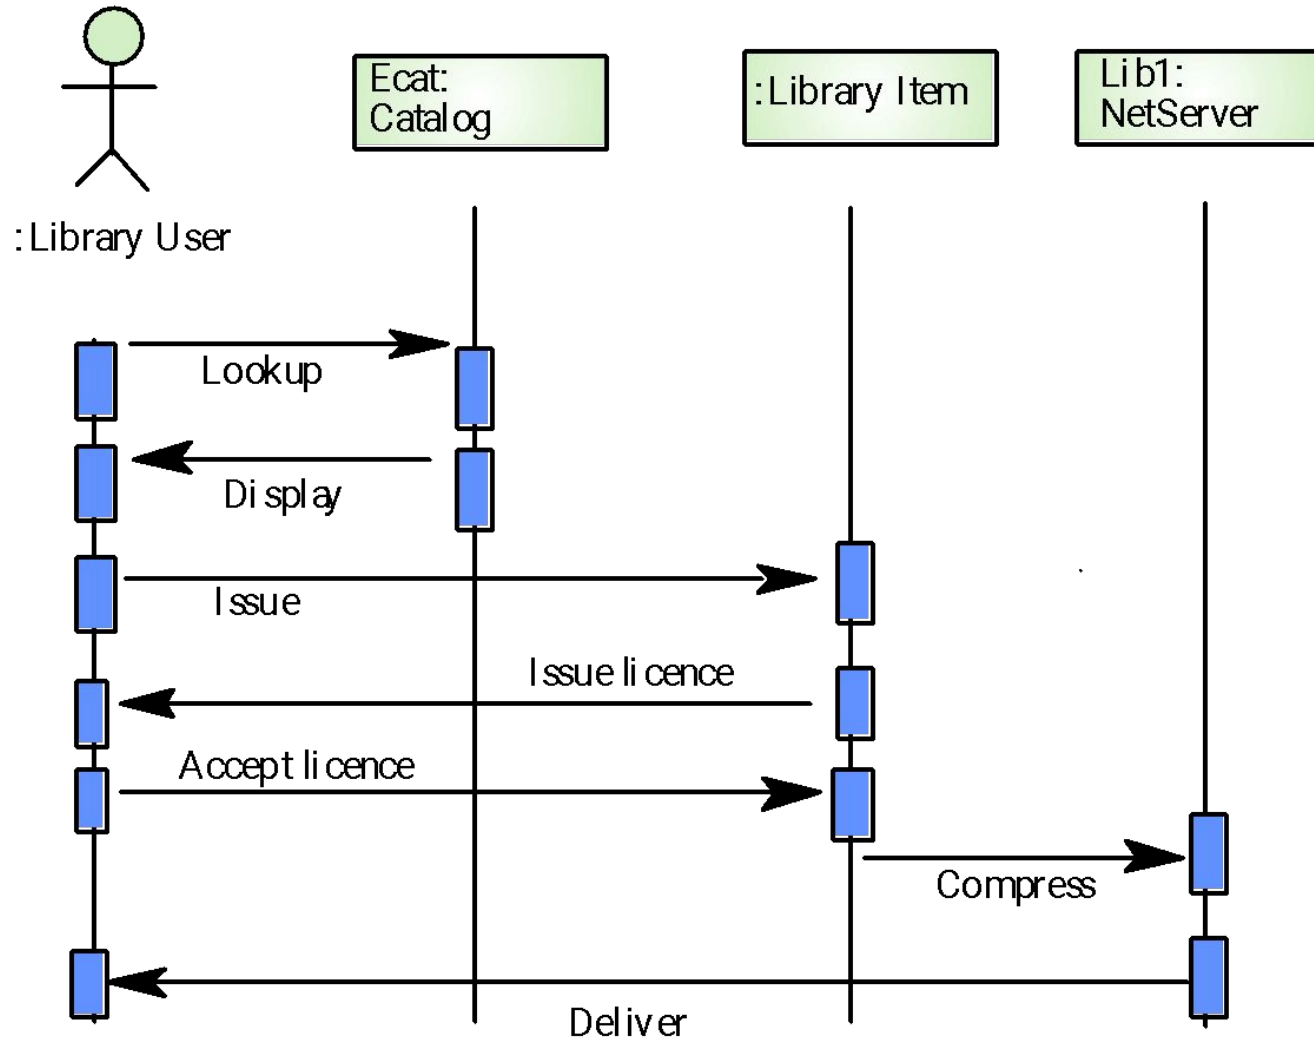 Ecat:
Catalog
:Library Item
Lib1:
NetServer
:Library User
Lookup
Display
Issue
Issue licence
Accept licence
Compress
Deliver